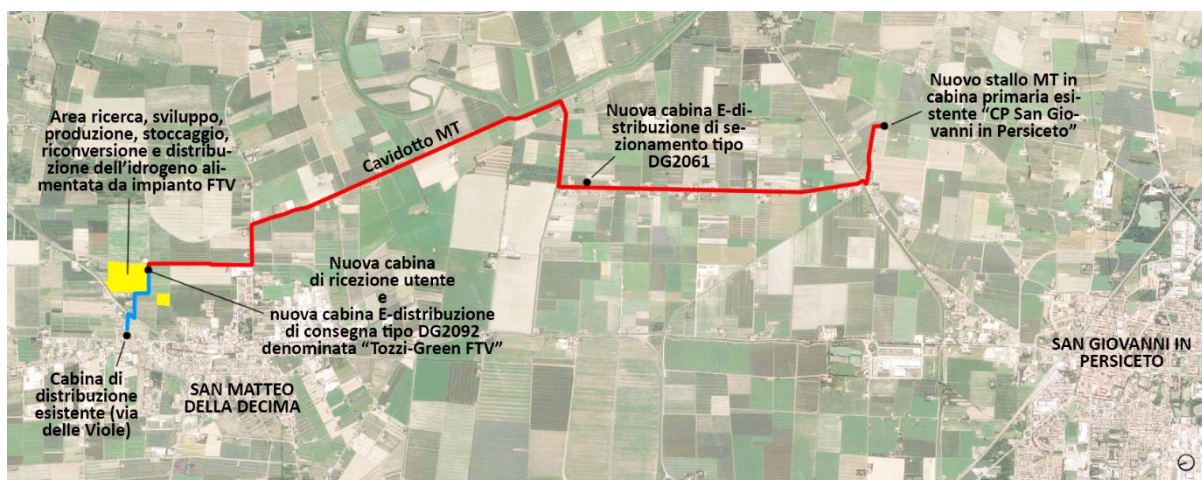 Area ricerca, sviluppo,
produzione, stoccaggio,
riconversione e distribu-
zione dell'idrogeno ali-
mentata da impianto FTV
Cavidotto MT
Nuova cabina E-di-
stribuzione di se-
zionamento tipo
DG2061
Nuovo stallo MT in
cabina primaria esi-
stente “CP San Gio-
vanni in Persiceto”
Nuova cabina
di ricezione utente
e
nuova cabina E-distribuzione
di consegna tipo DG2092
denominata “Tozzi-Green FTV”
Cabina di
distribuzione
esistente (via
delle Viole)
SAN MATTEO
DELLA DECIMA
SAN GIOVANNI IN
PERSICETO